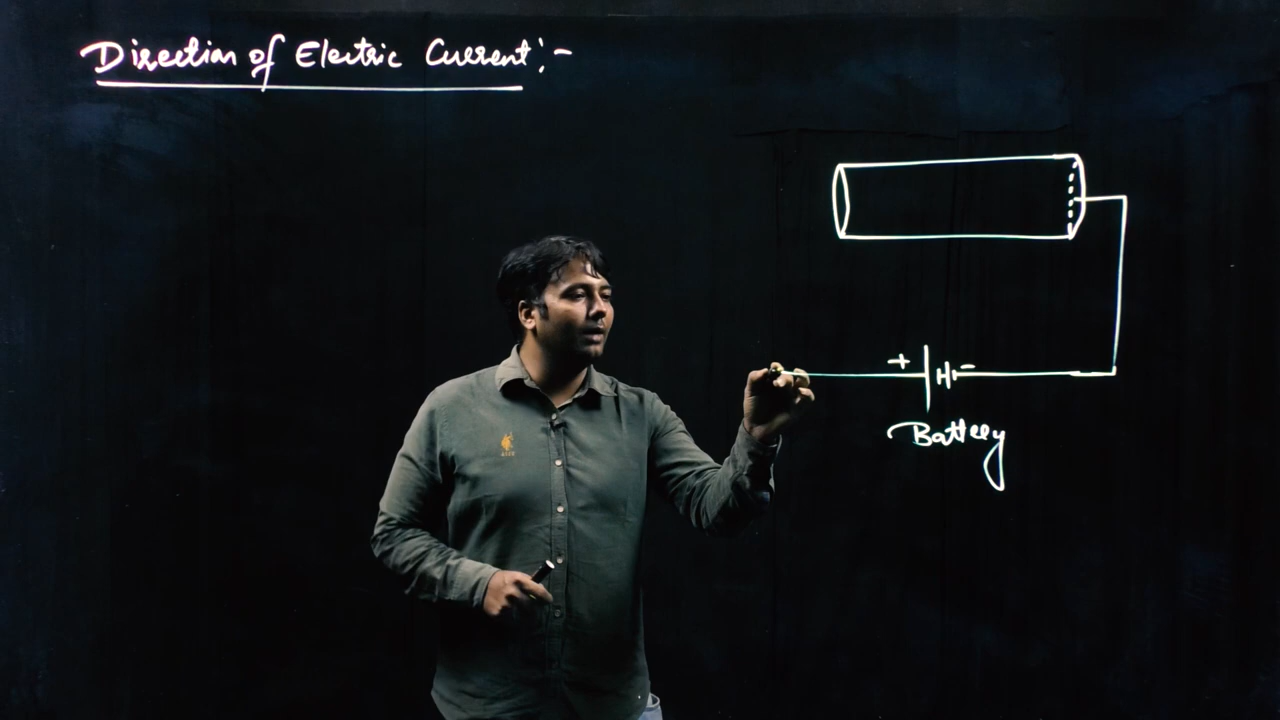 Direction of Electric Current :-
+ -
Battery